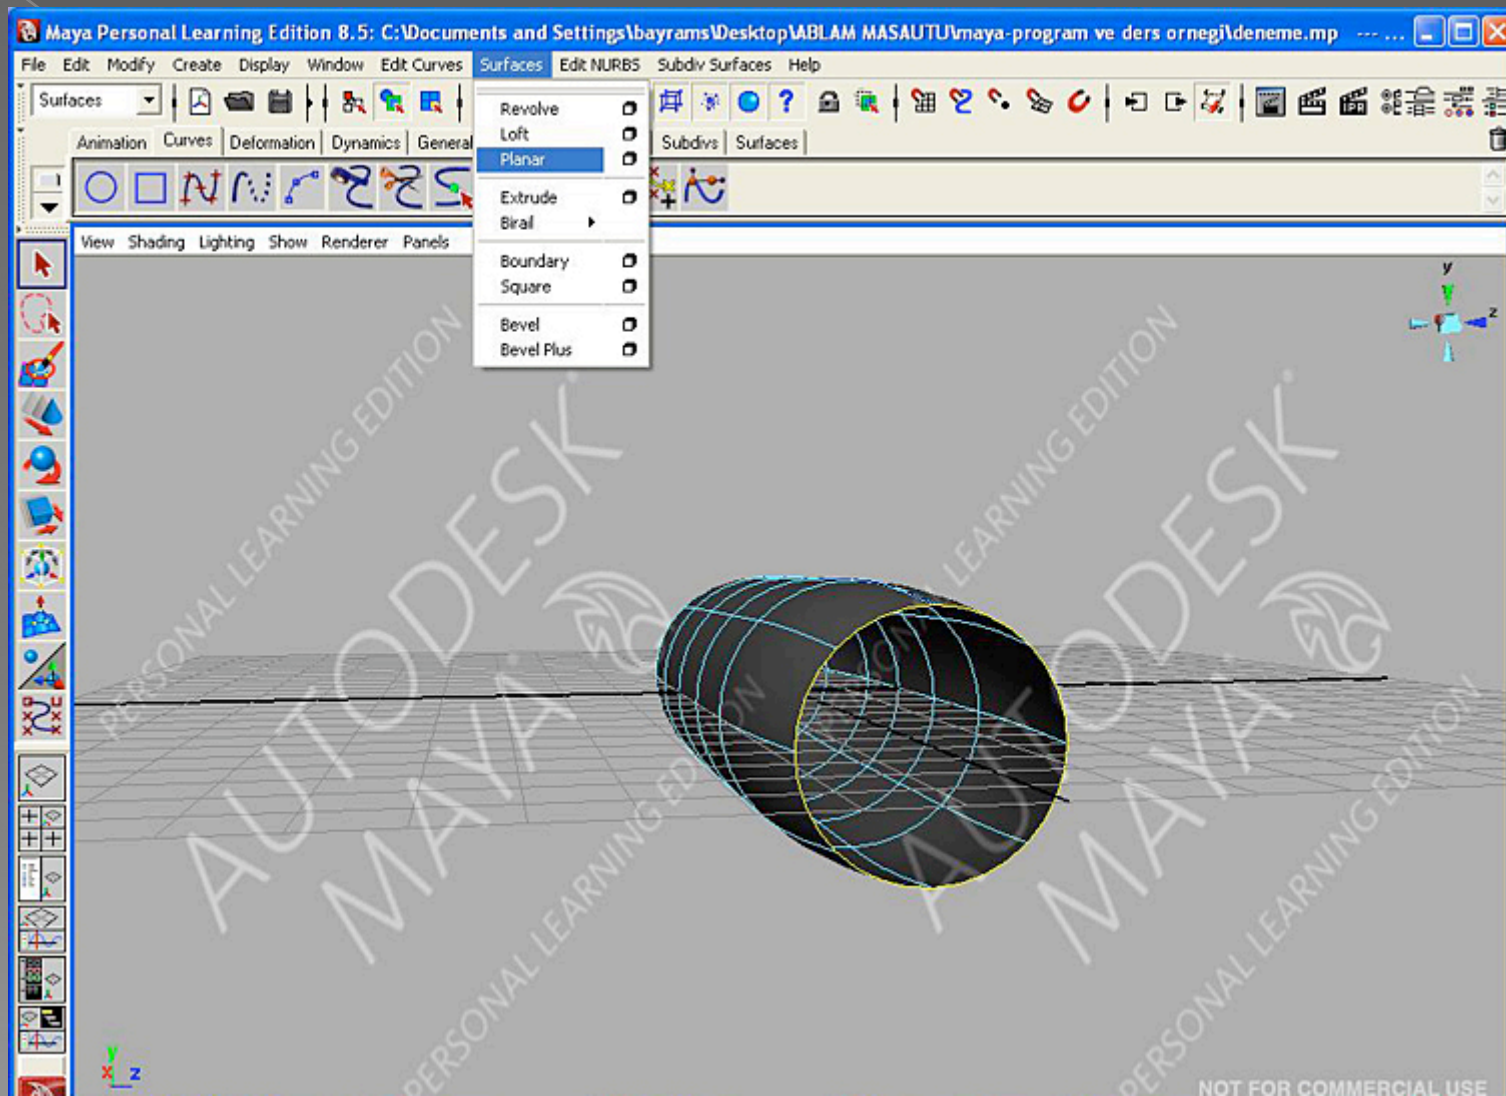 Maya Personal Learning Edition 8.5: C:\Documents and Settings\bayrams\Desktop\ABLAM MASAUTU\maya-program ve ders ornegi\deneme.mp --- ...
File Edit Modify Create Display Window Edit Curves Surfaces Edit NURBS Subdiv Surfaces Help
Surfaces
Animation Curves Deformation Dynamics General Subdivs Surfaces
View Shading Lighting Show Renderer Panels
Revolve
Loft
Planar
Extrude
Birail
Boundary
Square
Bevel
Bevel Plus
y
z
PERSONAL LEARNING EDITION
AUTODESK
MAYA
PERSONAL LEARNING EDITION
PERSONAL LEARNING EDITION
AUTODESK
MAYA
PERSONAL LEARNING EDITION
y
x z
NOT FOR COMMERCIAL USE